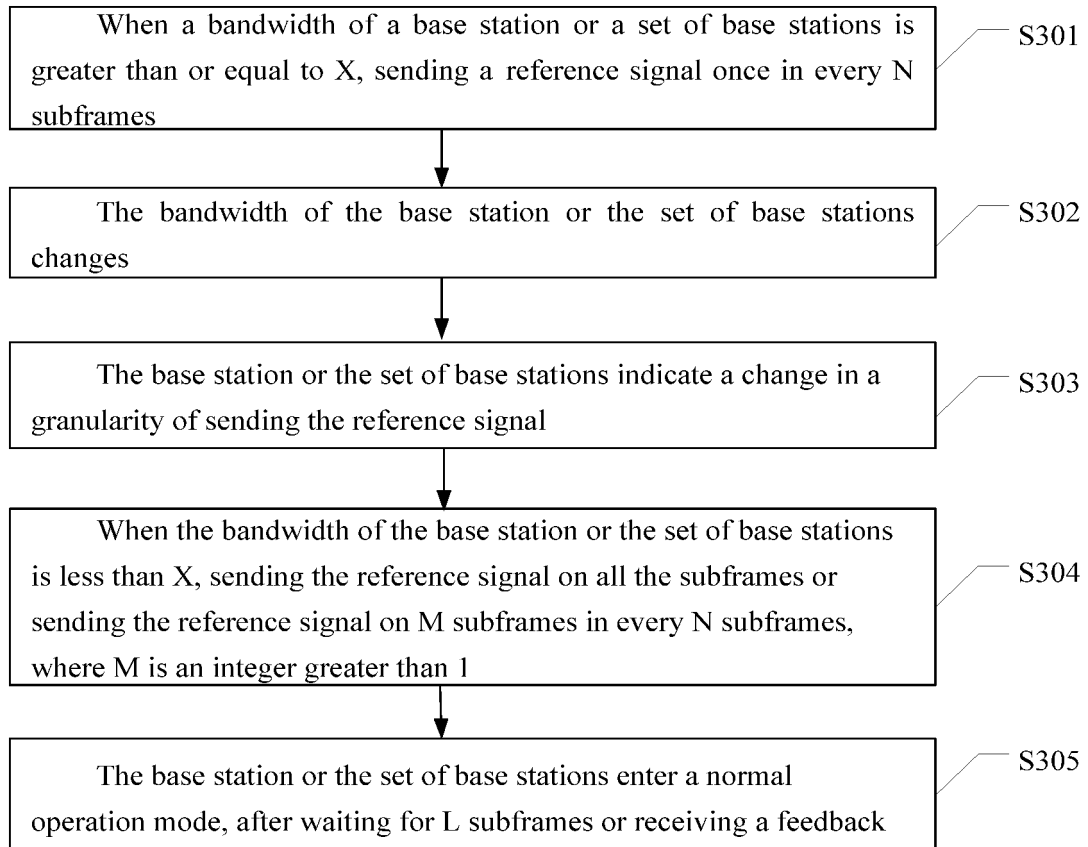 When a bandwidth of a base station or a set of base stations is
greater than or equal to X, sending a reference signal once in every N
subframes
S301
The bandwidth of the base station or the set of base stations
changes
S302
The base station or the set of base stations indicate a change in a
granularity of sending the reference signal
S303
When the bandwidth of the base station or the set of base stations
is less than X, sending the reference signal on all the subframes or
sending the reference signal on M subframes in every N subframes,
where M is an integer greater than 1
S304
The base station or the set of base stations enter a normal
operation mode, after waiting for L subframes or receiving a feedback
S305